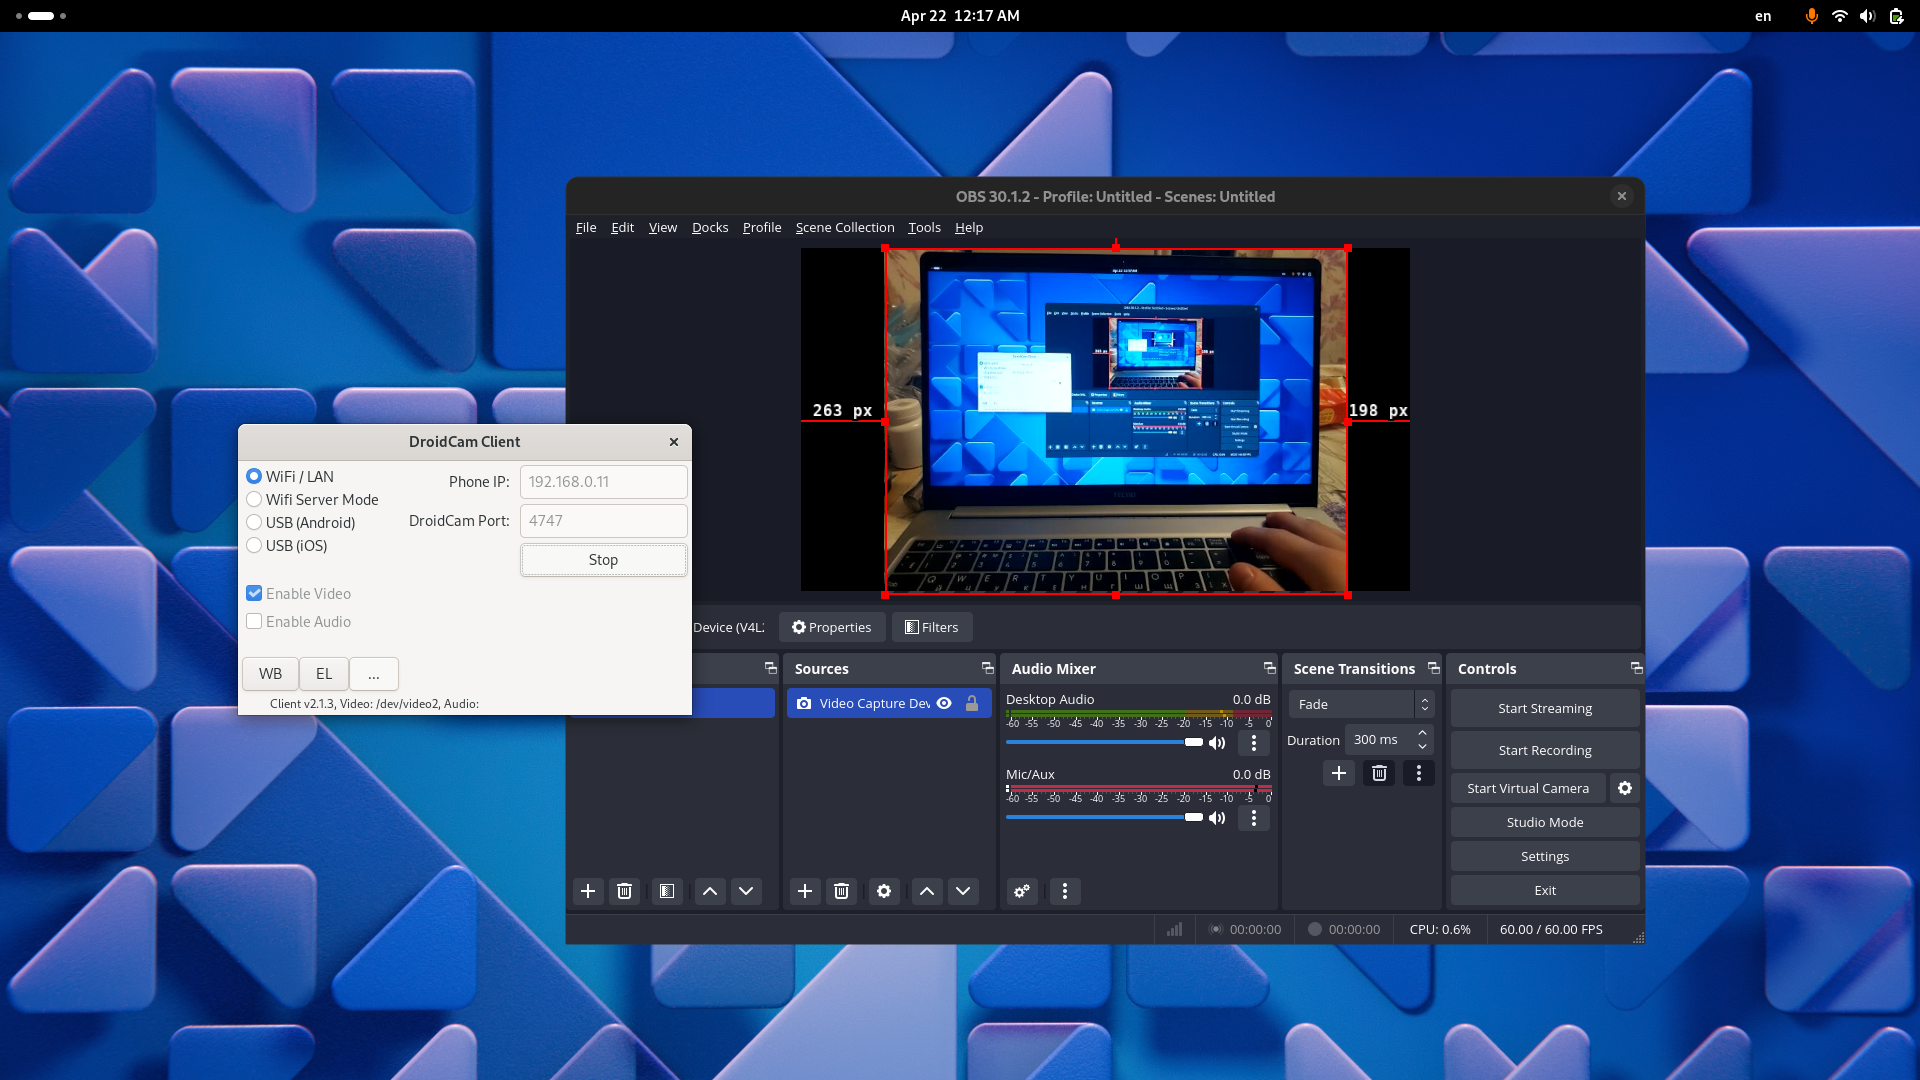 Apr 22 12:17 AM
en
OBS 30.1.2 - Profile: Untitled - Scenes: Untitled
File Edit View Docks Profile Scene Collection Tools Help
263 px
198 px
DroidCam Client
WiFi / LAN
Wifi Server Mode
USB (Android)
USB (iOS)
Phone IP: 192.168.0.11
DroidCam Port: 4747
Stop
Enable Video
Enable Audio
WB EL ...
Client v2.1.3, Video: /dev/video2, Audio:
Device (V4L
Properties
Filters
Sources
Video Capture Dev
Audio Mixer
Desktop Audio 0.0 dB
-60 -55 -50 -45 -40 -35 -30 -25 -20 -15 -10 -5 0
Mic/Aux 0.0 dB
-60 -55 -50 -45 -40 -35 -30 -25 -20 -15 -10 -5 0
Scene Transitions
Fade
Duration 300 ms
Controls
Start Streaming
Start Recording
Start Virtual Camera
Studio Mode
Settings
Exit
00:00:00
00:00:00
CPU: 0.6%
60.00 / 60.00 FPS